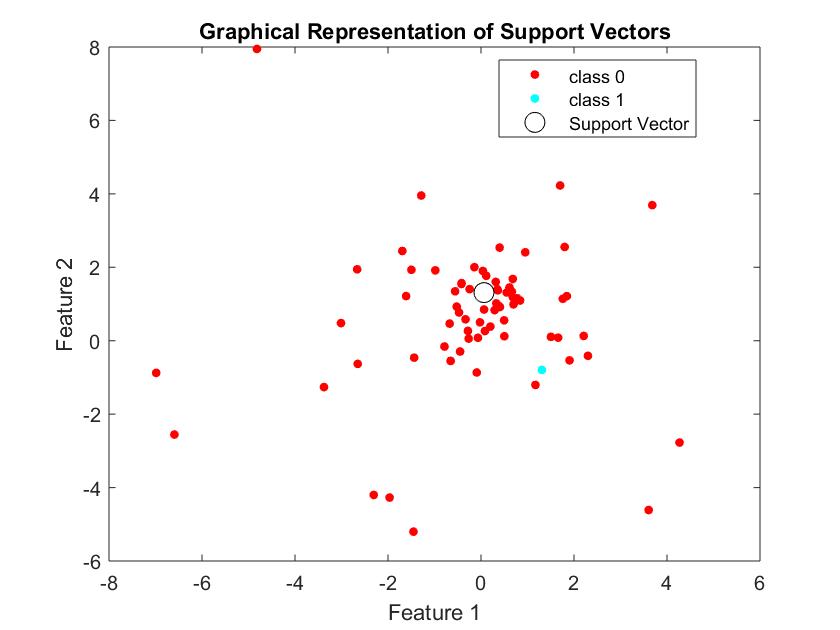 Graphical Representation of Support Vectors
8
6
4
2
0
-2
-4
-6
Feature 2
class 0
class 1
Support Vector
-8 -6 -4 -2 0 2 4 6
Feature 1